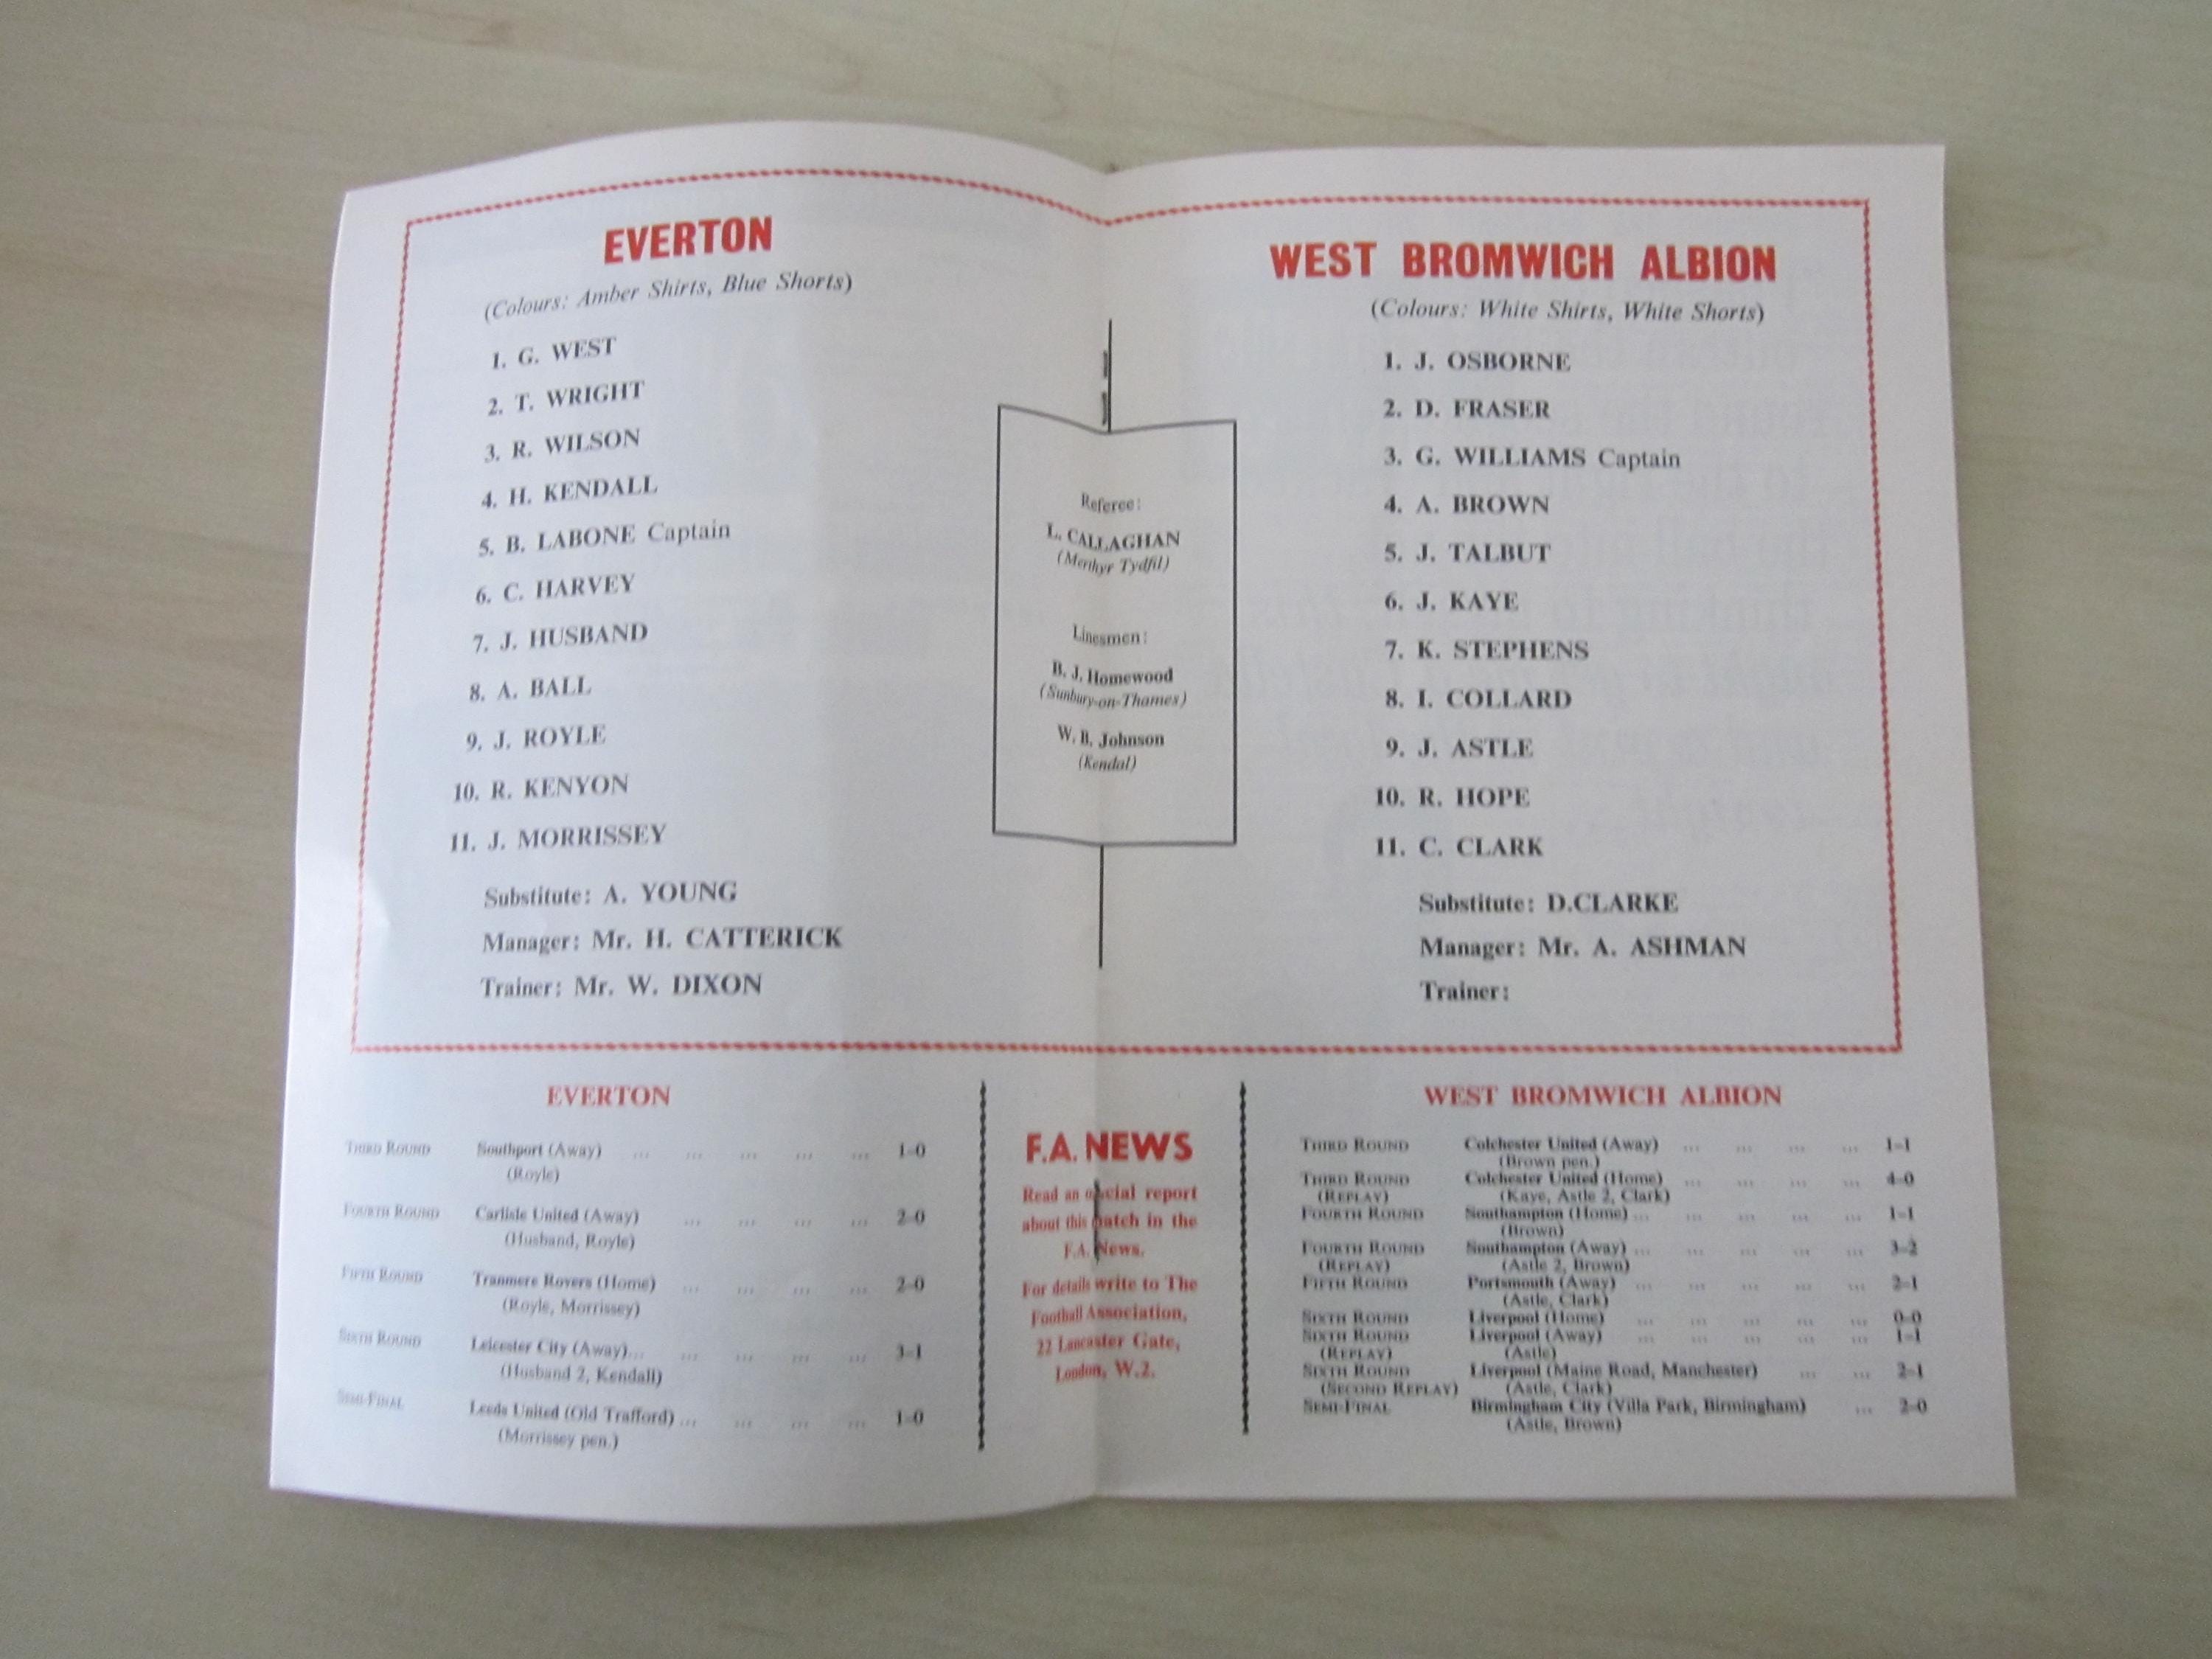 EVERTON
(Colours: Amber Shirts, Blue Shorts)
1. G. WEST
2. T. WRIGHT
3. R. WILSON
4. H. KENDALL
5. B. LABONE Captain
6. C. HARVEY
7. J. HUSBAND
8. A. BALL
9. J. ROYLE
10. R. KENYON
11. J. MORRISSEY
Substitute: A. YOUNG
Manager: Mr. H. CATTERICK
Trainer: Mr. W. DIXON
Referee:
L. CALLAGHAN
(Merthyr Tydfil)
Linesmen:
B. J. Homewood
(Sunbury-on-Thames)
W. B. Johnson
(Kendal)
WEST BROMWICH ALBION
(Colours: White Shirts, White Shorts)
1. J. OSBORNE
2. D. FRASER
3. G. WILLIAMS Captain
4. A. BROWN
5. J. TALBUT
6. J. KAYE
7. K. STEPHENS
8. I. COLLARD
9. J. ASTLE
10. R. HOPE
11. C. CLARK
Substitute: D.CLARKE
Manager: Mr. A. ASHMAN
Trainer:
EVERTON
THIRD ROUND Southport (Away) ... ... ... ... ... 1-0
(Royle)
FOURTH ROUND Carlisle United (Away) ... ... ... ... 2-0
(Husband, Royle)
FIFTH ROUND Tranmere Rovers (Home) ... ... ... ... 2-0
(Royle, Morrissey)
SIXTH ROUND Leicester City (Away)... ... ... ... ... 3-1
(Husband 2, Kendall)
SEMI-FINAL Leeds United (Old Trafford) ... ... ... ... 1-0
(Morrissey pen.)
F.A. NEWS
Read an official report
about this match in the
F.A. News.
For details write to The
Football Association,
22 Lancaster Gate,
London, W.2.
WEST BROMWICH ALBION
THIRD ROUND Colchester United (Away) ... ... ... ... 1-1
(Brown pen.)
THIRD ROUND Colchester United (Home) ... ... ... ... 4-0
(REPLAY) (Kaye, Astle 2, Clark)
FOURTH ROUND Southampton (Home) ... ... ... ... ... 1-1
(Brown)
FOURTH ROUND Southampton (Away) ... ... ... ... ... 3-2
(REPLAY) (Astle 2, Brown)
FIFTH ROUND Portsmouth (Away) ... ... ... ... ... 2-1
(Astle, Clark)
SIXTH ROUND Liverpool (Home) ... ... ... ... ... 0-0
SIXTH ROUND Liverpool (Away) ... ... ... ... ... 1-1
(REPLAY) (Astle)
SIXTH ROUND Liverpool (Maine Road, Manchester) ... ... 2-1
(SECOND REPLAY) (Astle, Clark)
SEMI-FINAL Birmingham City (Villa Park, Birmingham) ... 2-0
(Astle, Brown)